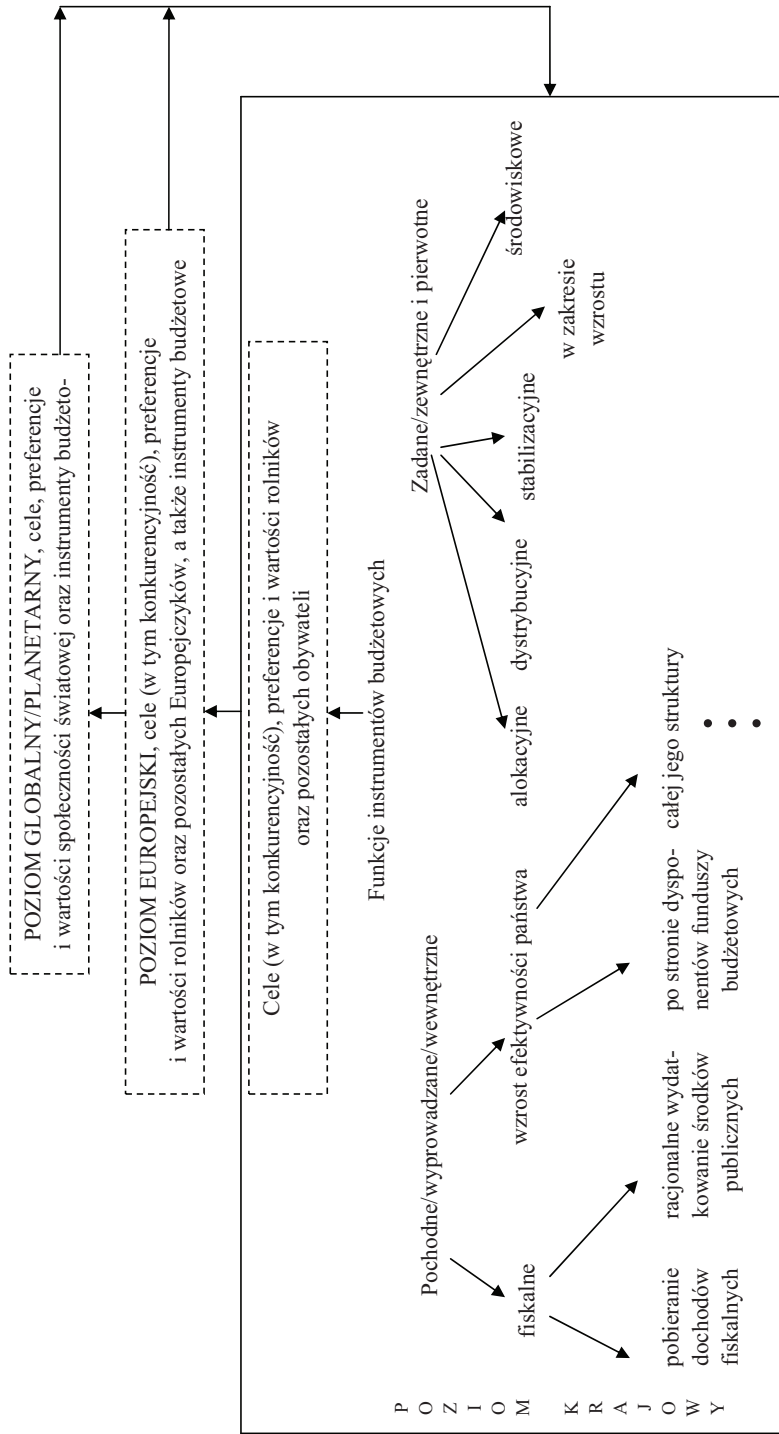 POZIOM GLOBALNY/PLANETARNY, cele, preferencje
i wartości społeczności światowej oraz instrumenty budżeto-
POZIOM EUROPEJSKI, cele (w tym konkurencyjność), preferencje
i wartości rolników oraz pozostałych Europejczyków, a także instrumenty budżetowe
Cele (w tym konkurencyjność), preferencje i wartości rolników
oraz pozostałych obywateli
Funkcje instrumentów budżetowych
Pochodne/wyprowadzane/wewnętrzne
Zadane/zewnętrzne i pierwotne
fiskalne
wzrost efektywności państwa
alokacyjne
dystrybucyjne
stabilizacyjne
w zakresie
wzrostu
środowiskowe
pobieranie
dochodów
fiskalnych
racjonalne wydat-
kowanie środków
publicznych
po stronie dyspo-
nentów funduszy
budżetowych
całej jego struktury
P
O
Z
I
O
M
K
R
A
J
O
W
Y